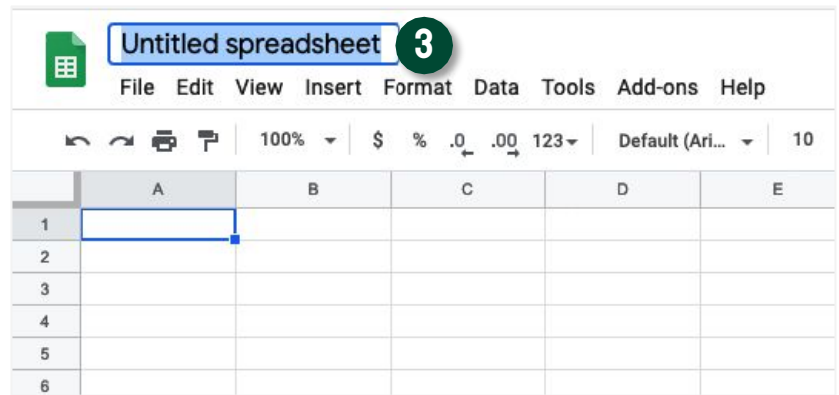 Untitled spreadsheet 3
File Edit View Insert Format Data Tools Add-ons Help
100% $ % .0 .00 123 Default (Ari... 10
A B C D E
1
2
3
4
5
6